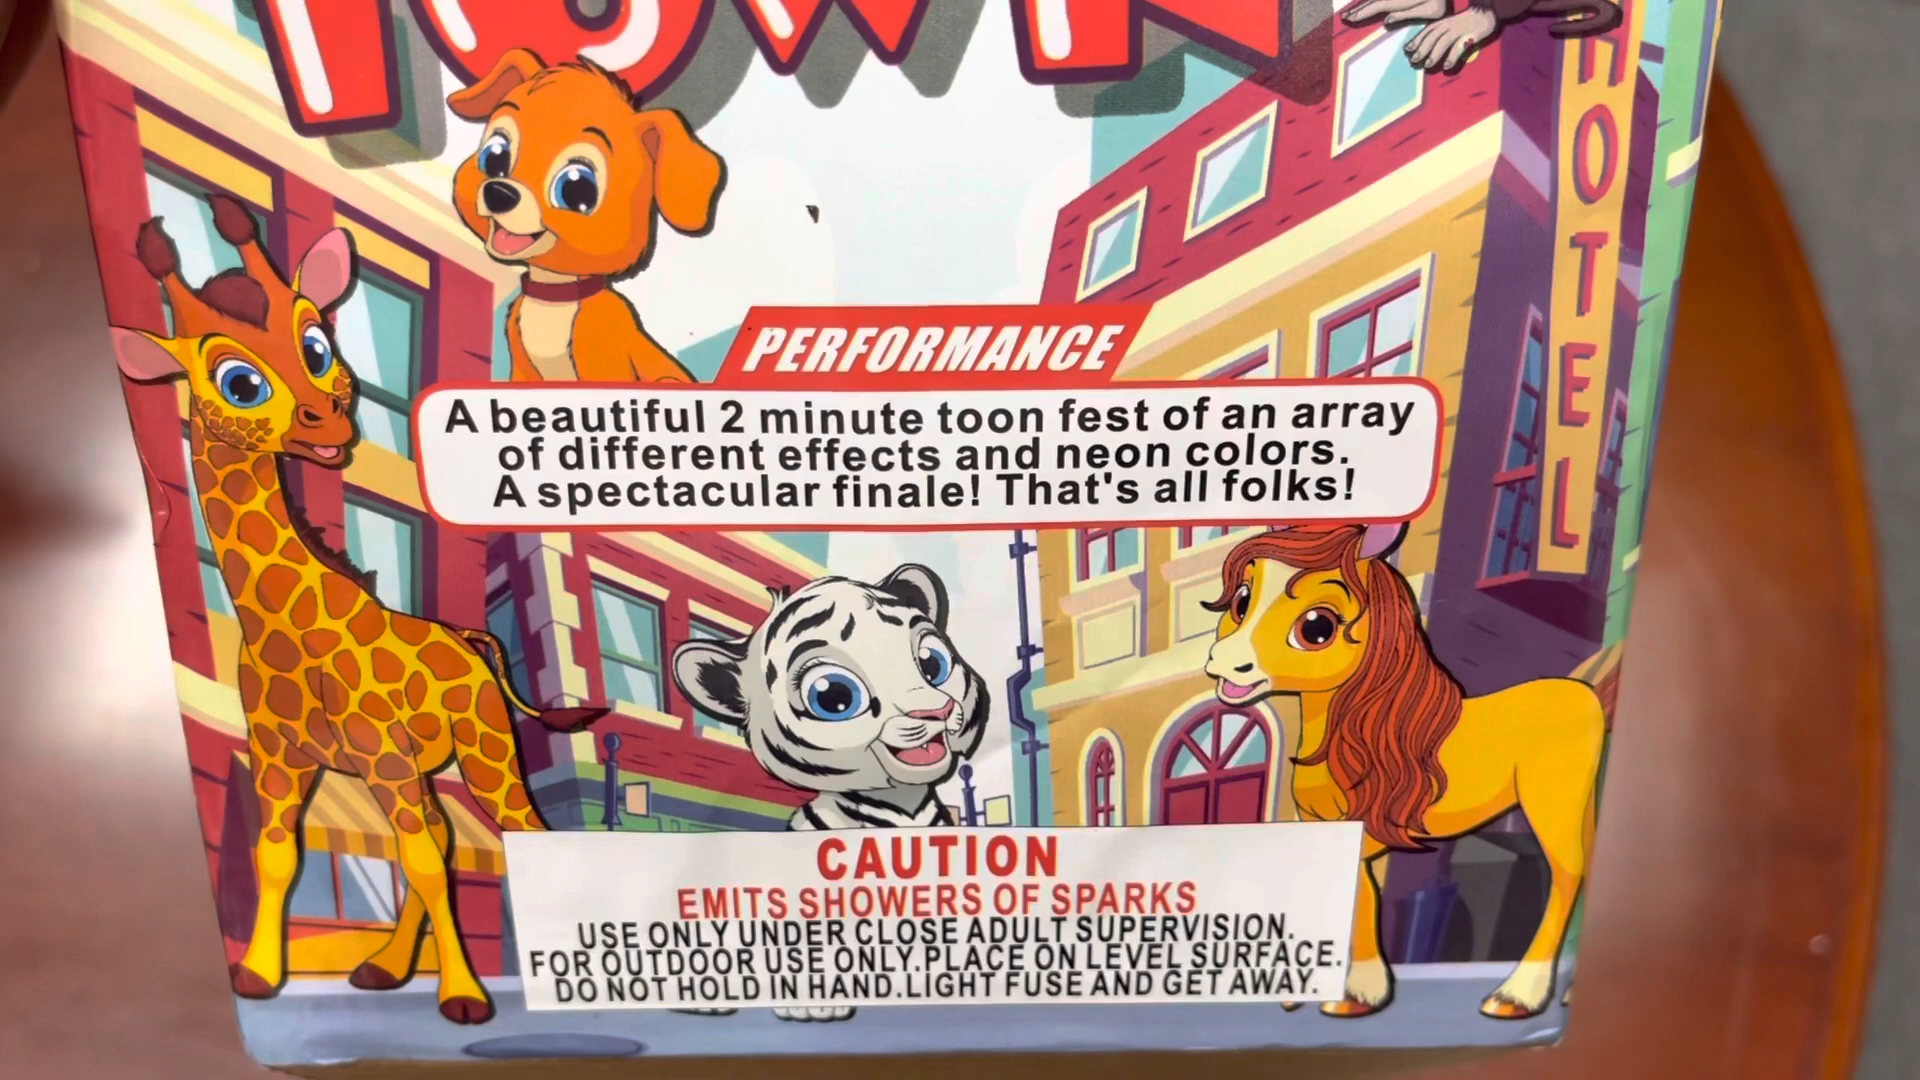 TOWN
HOTEL
PERFORMANCE
A beautiful 2 minute toon fest of an array
of different effects and neon colors.
A spectacular finale! That's all folks!
CAUTION
EMITS SHOWERS OF SPARKS
USE ONLY UNDER CLOSE ADULT SUPERVISION.
FOR OUTDOOR USE ONLY.PLACE ON LEVEL SURFACE.
DO NOT HOLD IN HAND.LIGHT FUSE AND GET AWAY.